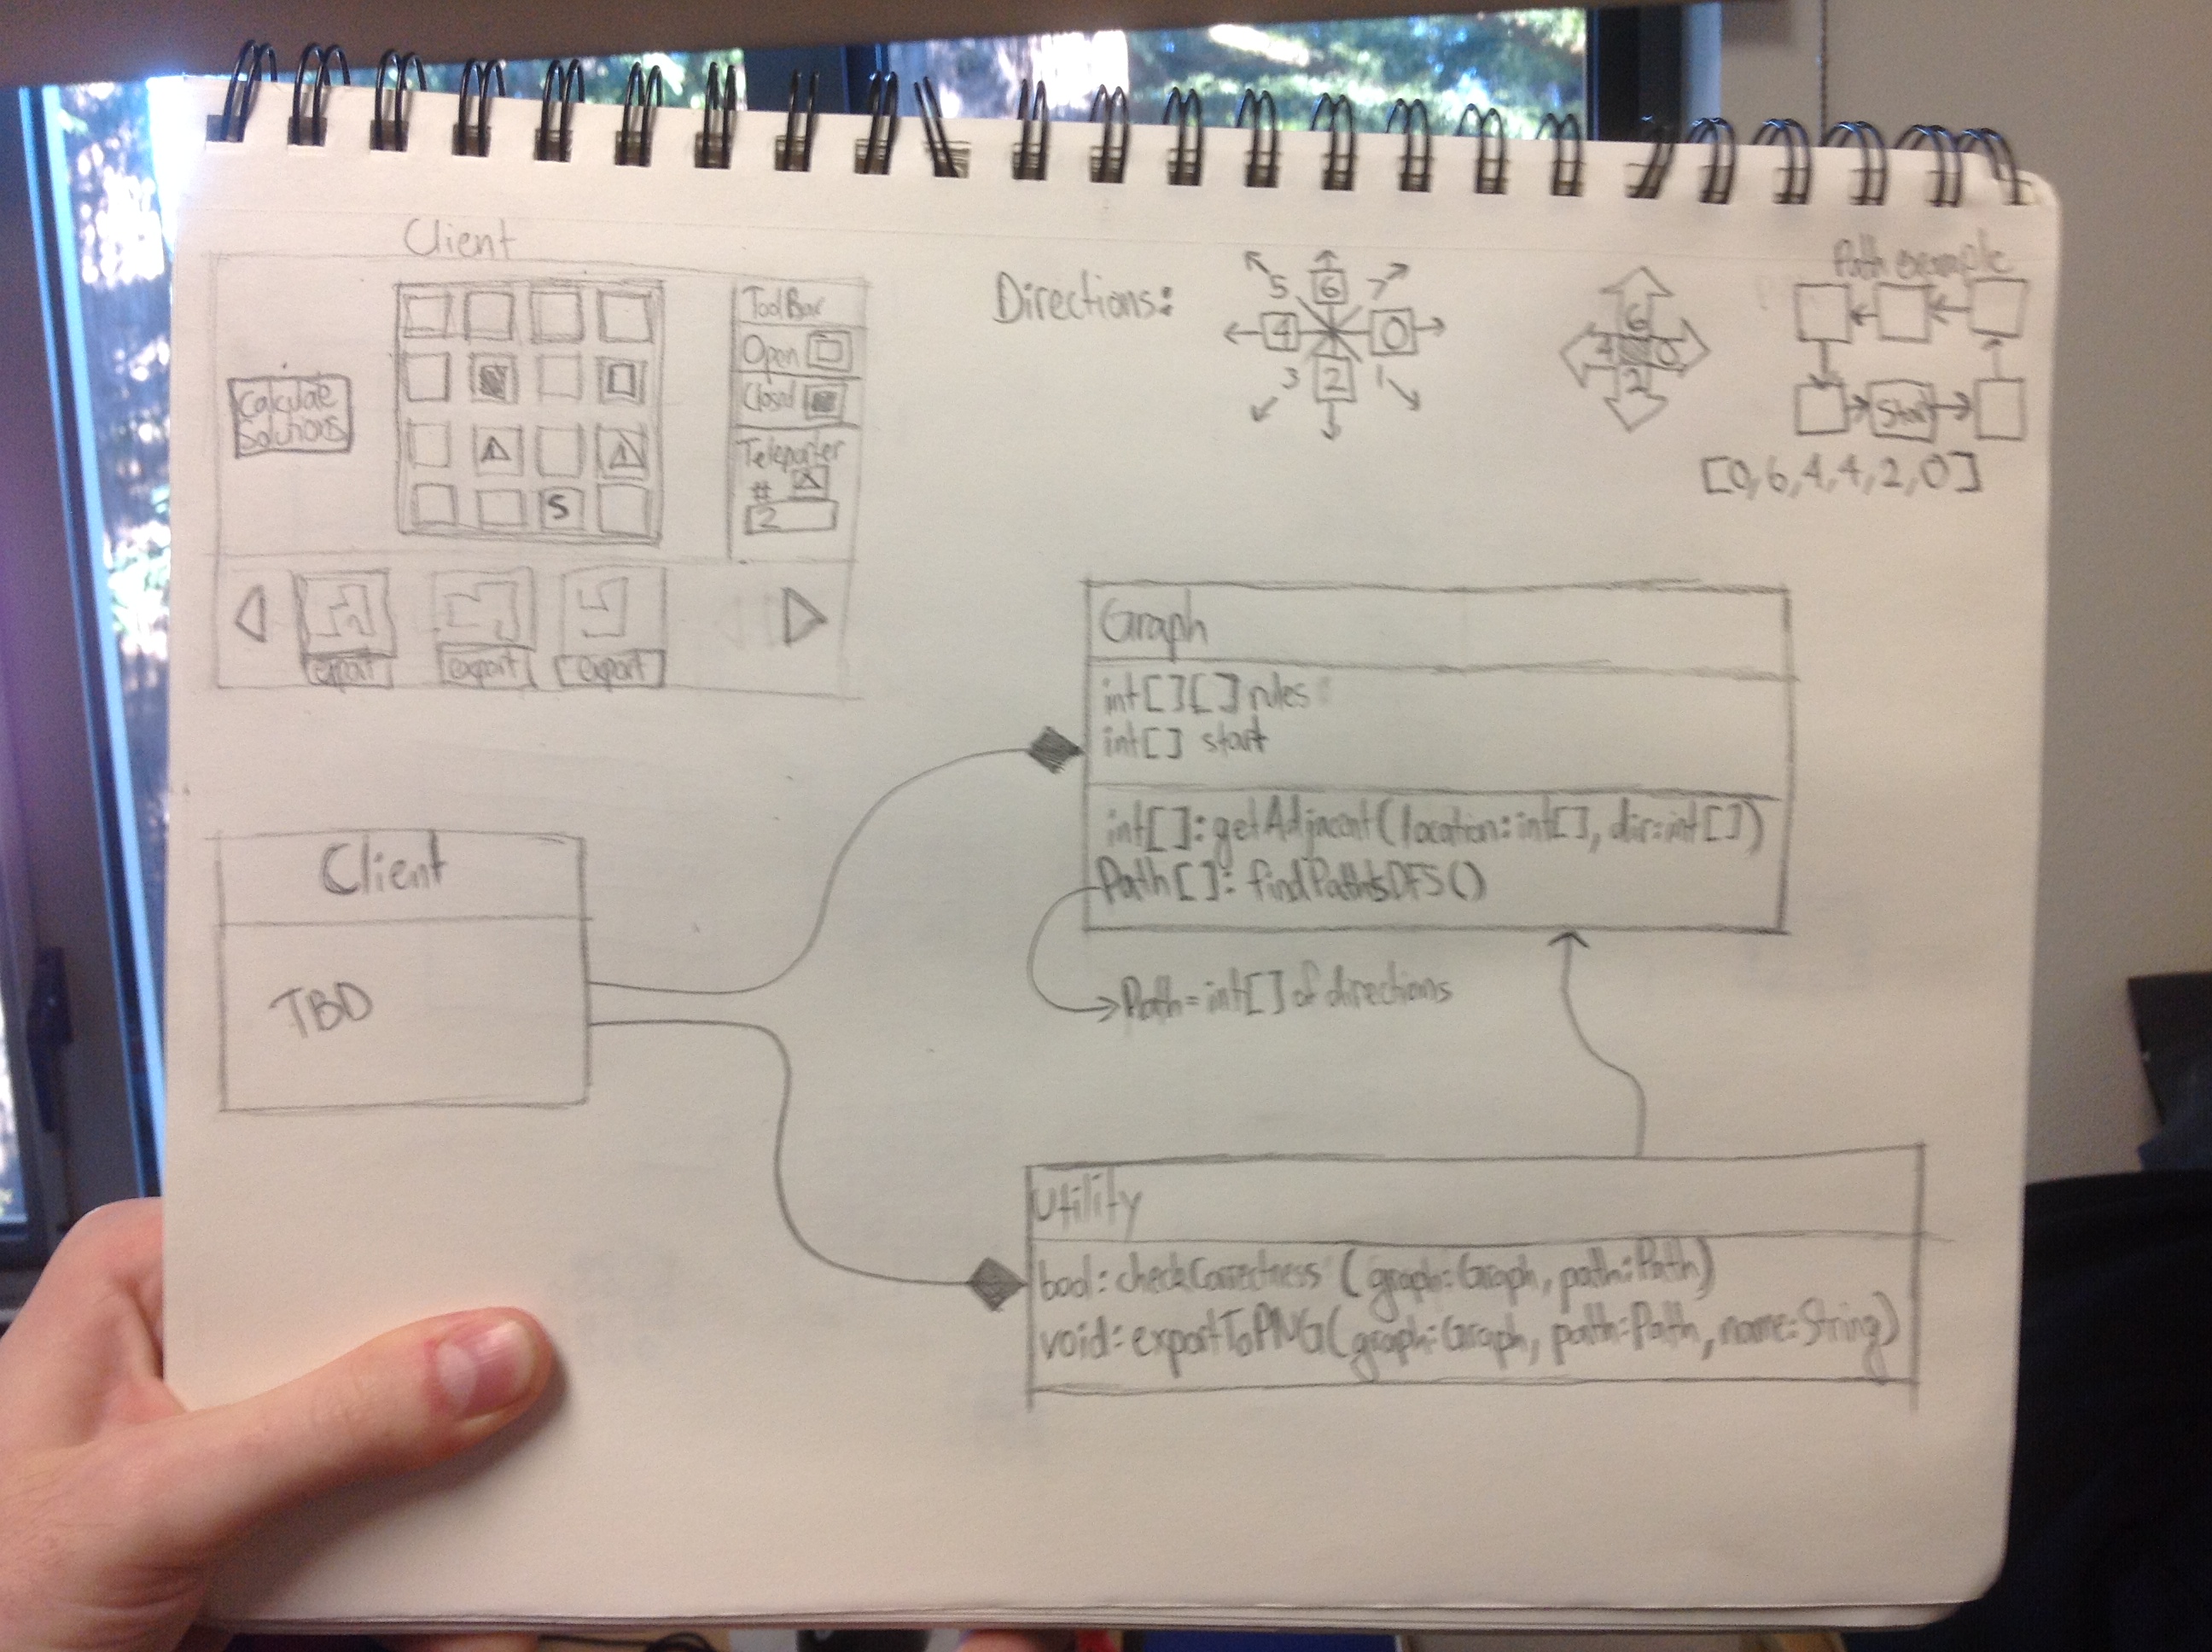 Client
Calculate
Solutions
S
ToolBar
Open
Closed
Teleporter
#
2
export
export
export
Directions:
5 6 7
4 0
3 2 1
6
4 0
2
Path example
Start
[0,6,4,4,2,0]
Graph
int[][] rules
int[] start
int[]: getAdjacent(location:int[], dir:int[])
Path[]: findPathsDFS()
Path = int[] of directions
Client
TBD
Utility
bool: checkCorrectness (graph:Graph, path:Path)
void: exportToPNG(graph:Graph, path:Path, name:String)